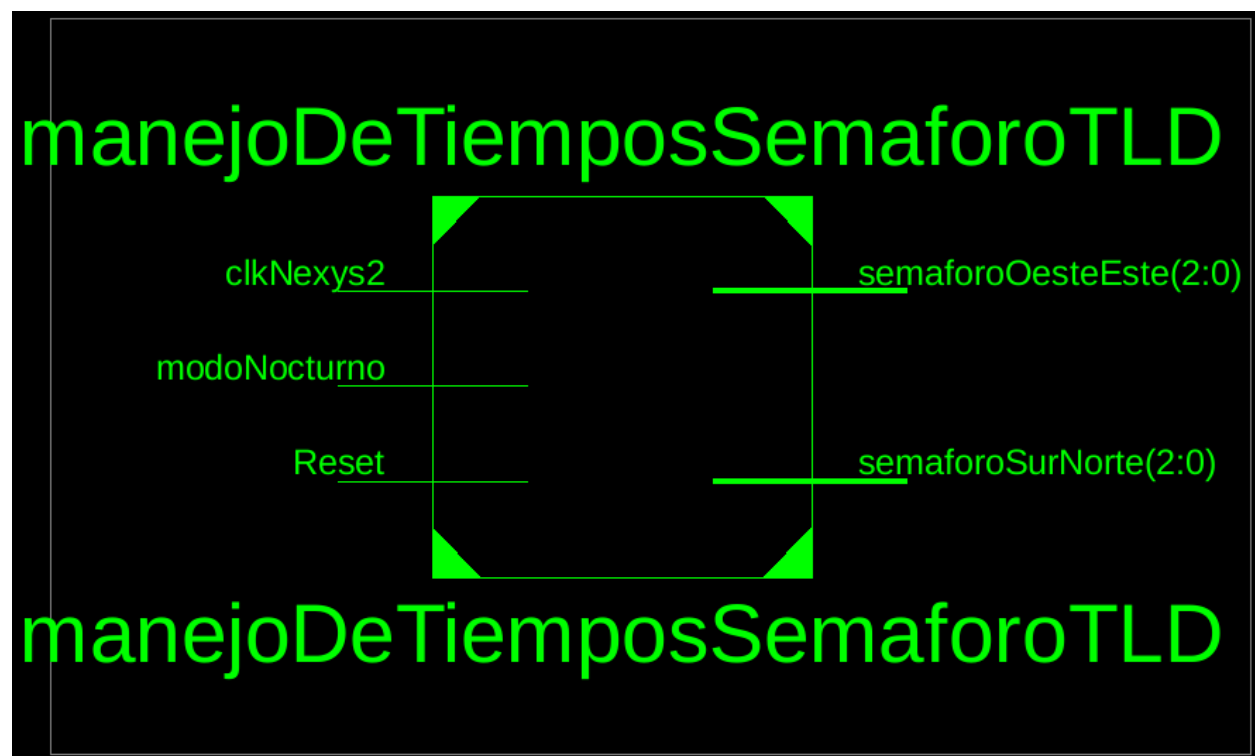 manejoDeTiemposSemaforoTLD
clkNexys2
semaforoOesteEste(2:0)
modoNocturno
Reset
semaforoSurNorte(2:0)
manejoDeTiemposSemaforoTLD